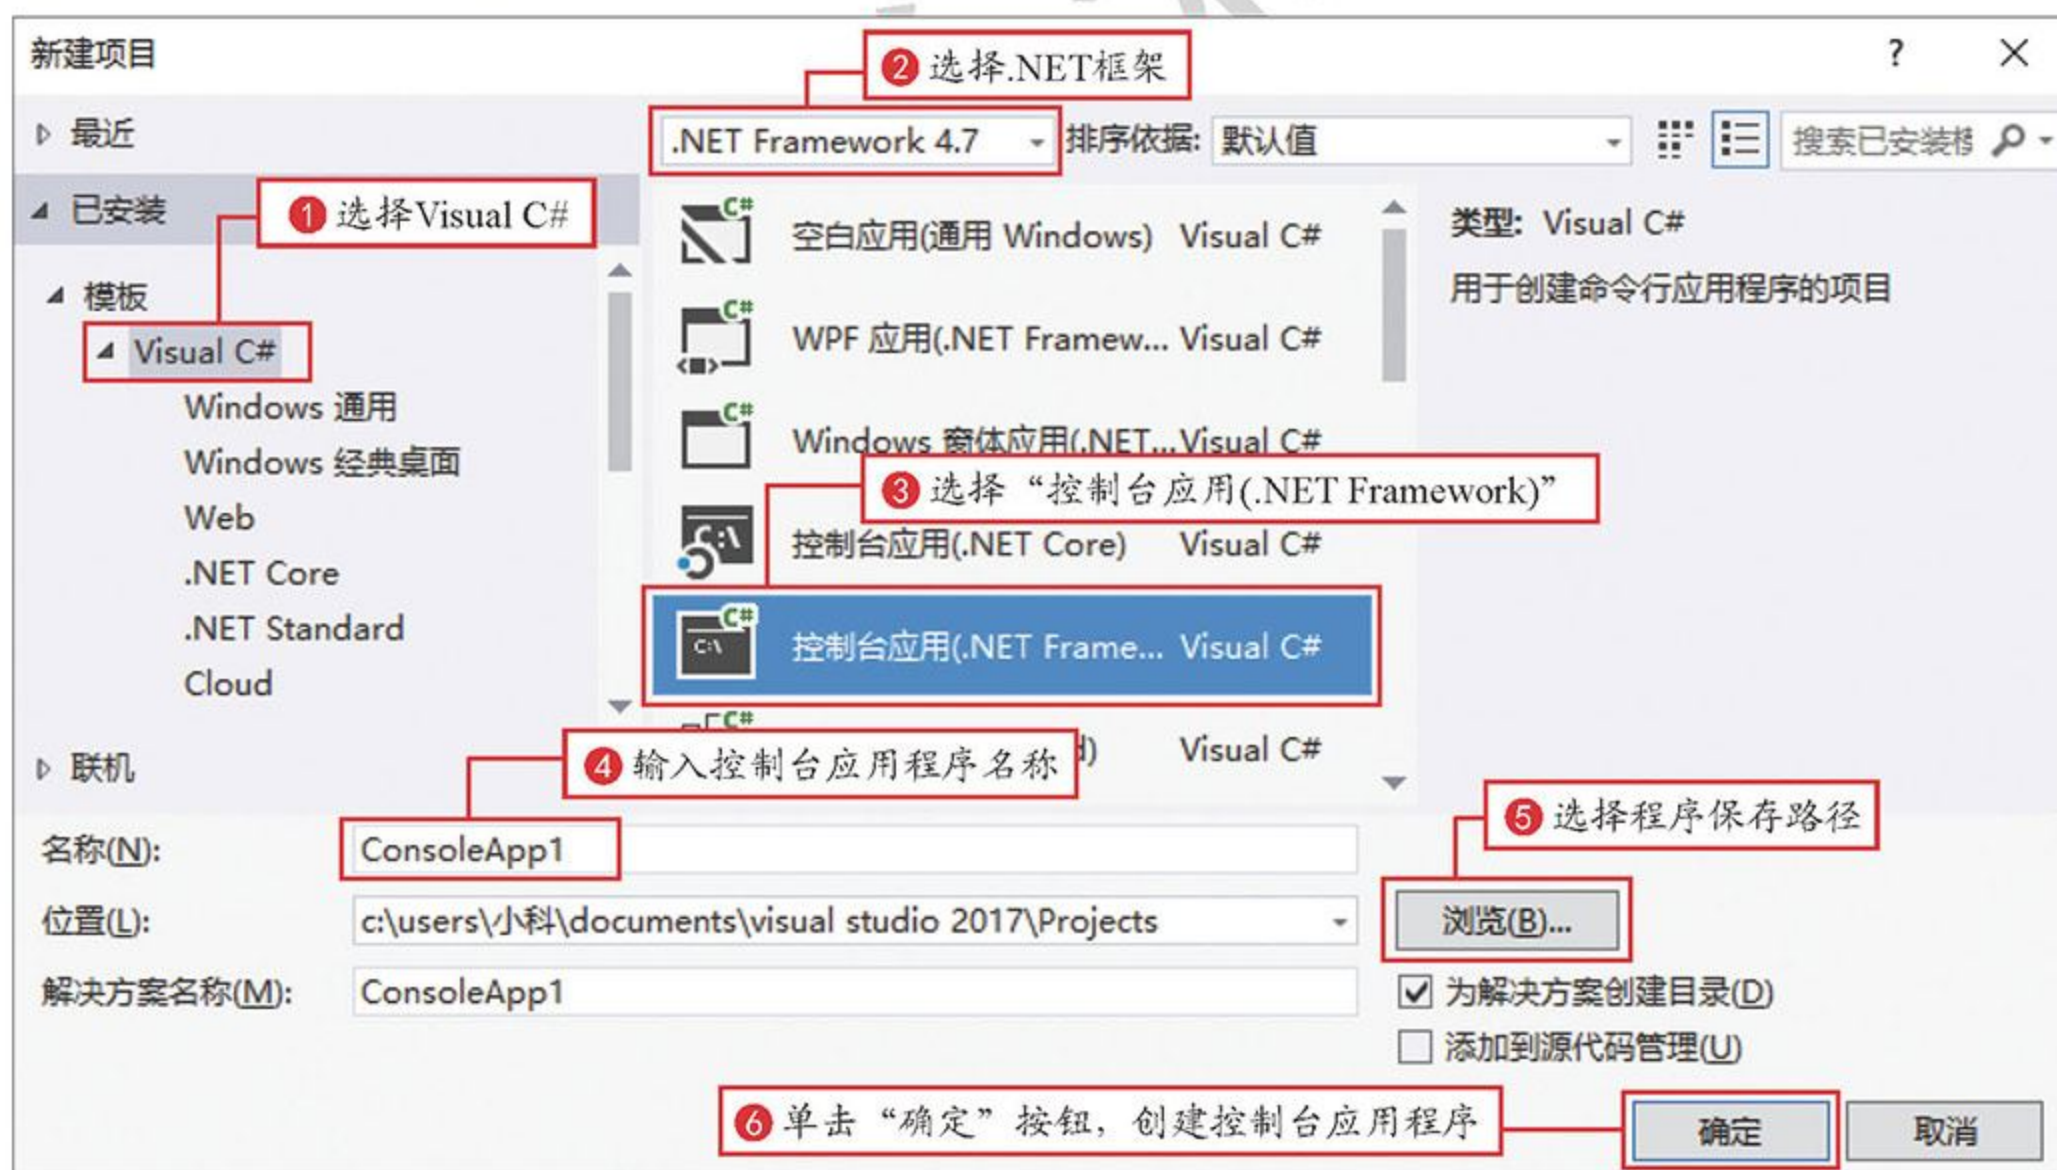 新建项目
? ×
❷ 选择.NET框架
最近
.NET Framework 4.7 排序依据: 默认值 搜索已安装模
已安装
❶ 选择Visual C#
模板
Visual C#
Windows 通用
Windows 经典桌面
Web
.NET Core
.NET Standard
Cloud
联机
C# 空白应用(通用 Windows) Visual C#
C# WPF 应用(.NET Framew... Visual C#
C# Windows 窗体应用(.NET... Visual C#
❸ 选择“控制台应用(.NET Framework)”
C:\ 控制台应用(.NET Core) Visual C#
C# C:\ 控制台应用(.NET Frame... Visual C#
C# Visual C#
类型: Visual C#
用于创建命令行应用程序的项目
❹ 输入控制台应用程序名称
❺ 选择程序保存路径
名称(N): ConsoleApp1
位置(L): c:\users\小科\documents\visual studio 2017\Projects 浏览(B)...
解决方案名称(M): ConsoleApp1
为解决方案创建目录(D)
添加到源代码管理(U)
❻ 单击“确定”按钮，创建控制台应用程序
确定 取消